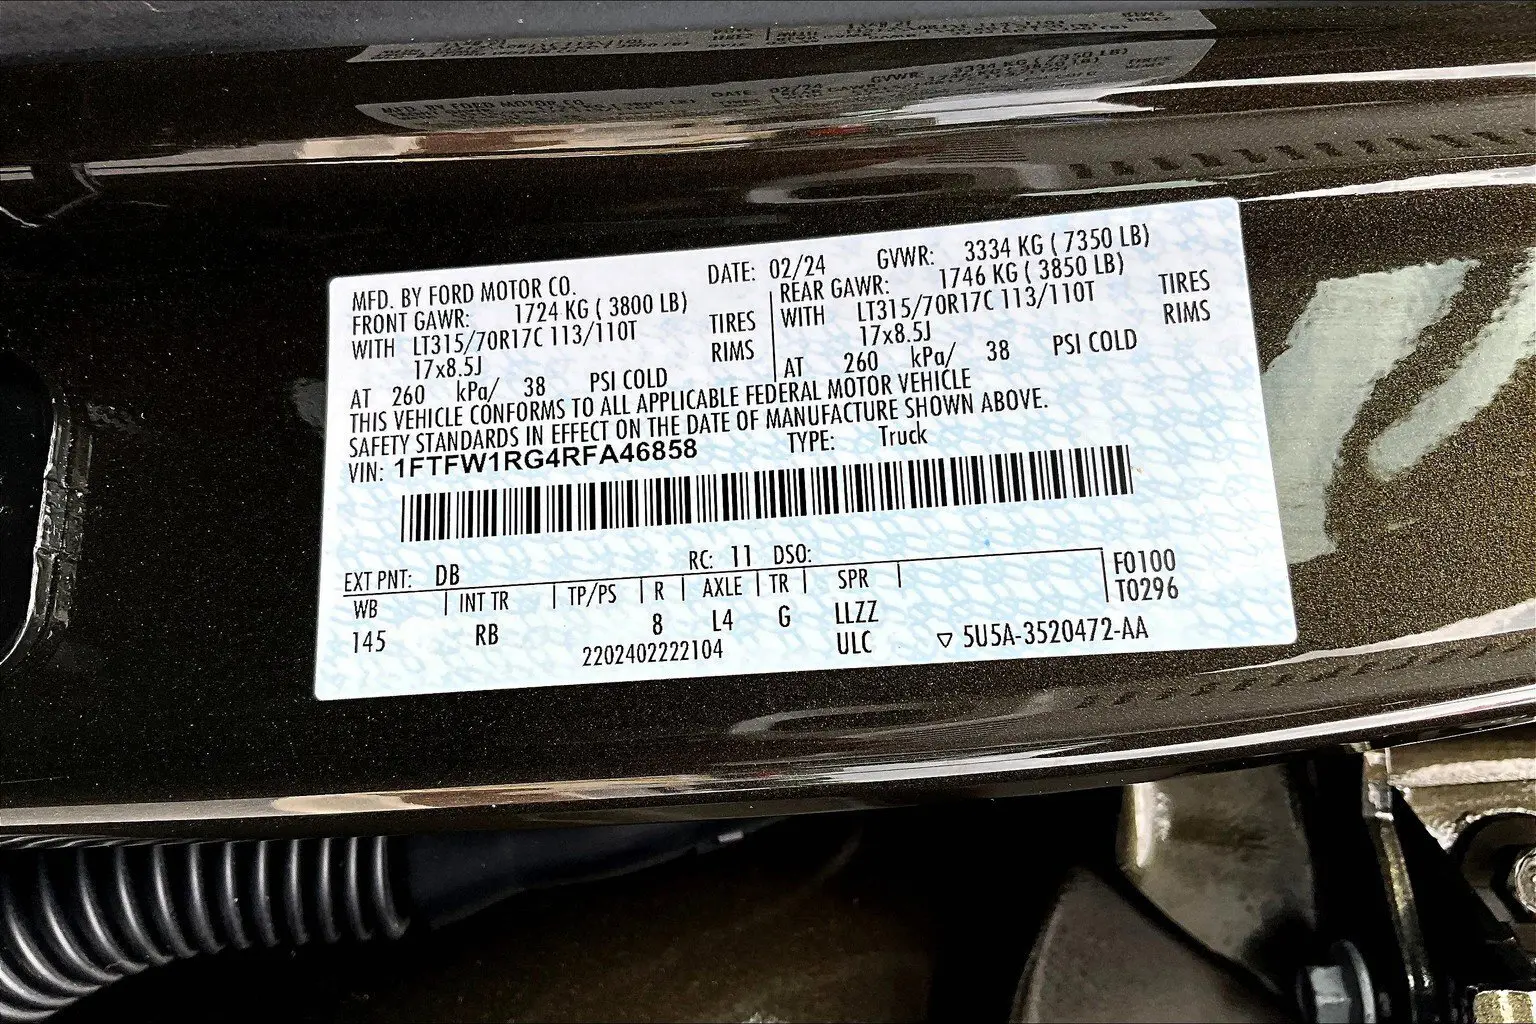 MFD. BY FORD MOTOR CO. DATE: 02/24 GVWR: 3334 KG ( 7350 LB)
FRONT GAWR: 1724 KG ( 3800 LB) REAR GAWR: 1746 KG ( 3850 LB)
WITH LT315/70R17C 113/110T TIRES WITH LT315/70R17C 113/110T TIRES
17x8.5J RIMS 17x8.5J RIMS
AT 260 kPa/ 38 PSI COLD AT 260 kPa/ 38 PSI COLD
THIS VEHICLE CONFORMS TO ALL APPLICABLE FEDERAL MOTOR VEHICLE
SAFETY STANDARDS IN EFFECT ON THE DATE OF MANUFACTURE SHOWN ABOVE.
VIN: 1FTFW1RG4RFA46858 TYPE: Truck
EXT PNT: DB RC: 11 DSO: F0100
WB INT TR TP/PS R AXLE TR SPR T0296
145 RB 8 L4 G LLZZ
2202402222104 ULC ▽ 5U5A-3520472-AA